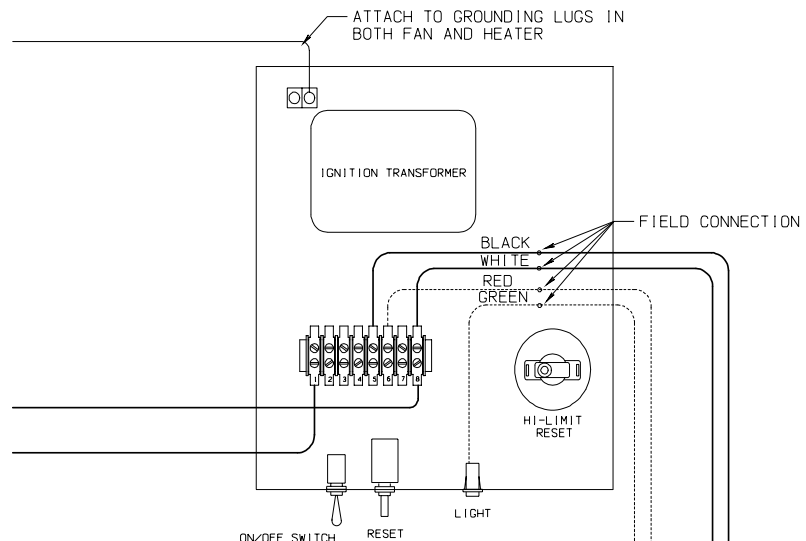 ATTACH TO GROUNDING LUGS IN
BOTH FAN AND HEATER
IGNITION TRANSFORMER
FIELD CONNECTION
BLACK
WHITE
RED
GREEN
1 2 3 4 5 6 7 8
HI-LIMIT
RESET
LIGHT
ON/OFF SWITCH
RESET